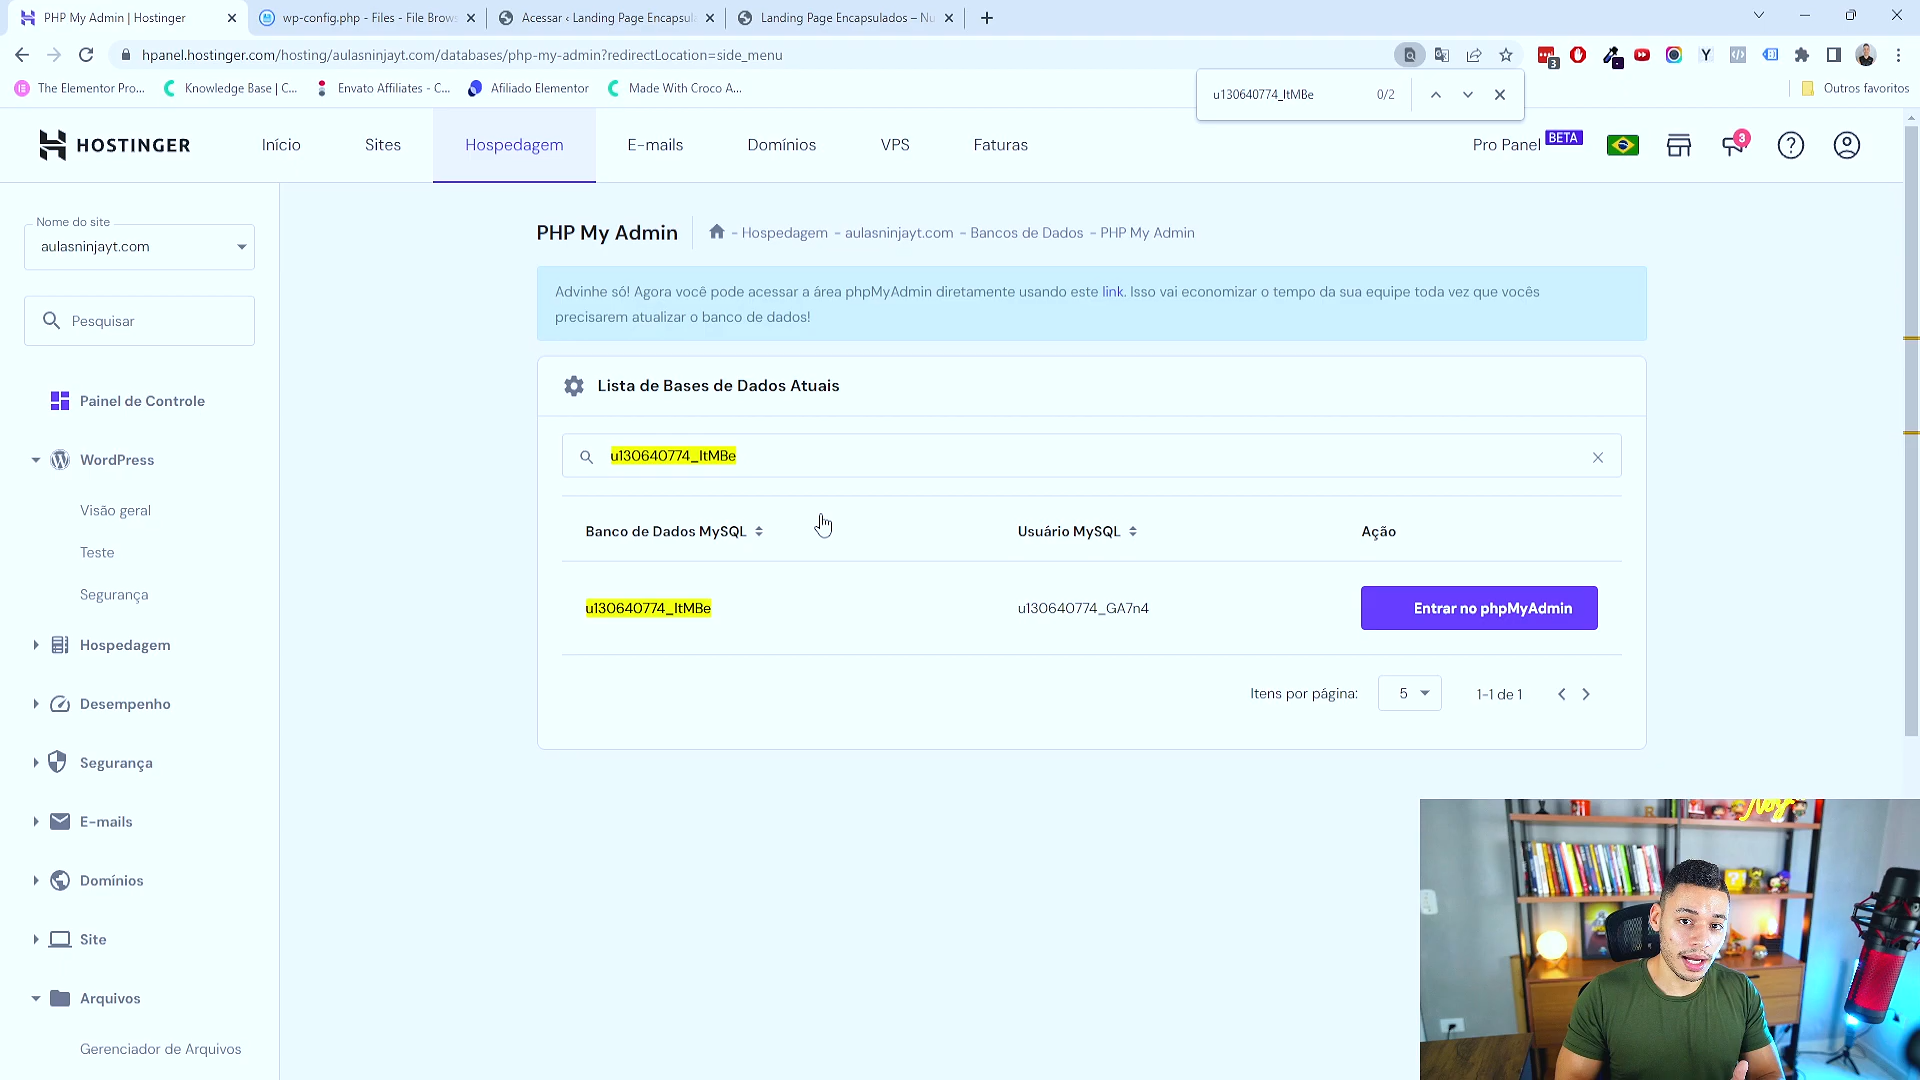 PHP My Admin | Hostinger
wp-config.php - Files - File Brows
Acessar ‹ Landing Page Encapsula
Landing Page Encapsulados – Nu
hpanel.hostinger.com/hosting/aulasninjayt.com/databases/php-my-admin?redirectLocation=side_menu
The Elementor Pro...
Knowledge Base | C...
Envato Affiliates - C...
Afiliado Elementor
Made With Croco A...
Outros favoritos
u130640774_ItMBe
0/2
HOSTINGER
Início
Sites
Hospedagem
E-mails
Domínios
VPS
Faturas
Pro Panel
BETA
3
Nome do site
aulasninjayt.com
Pesquisar
Painel de Controle
WordPress
Visão geral
Teste
Segurança
Hospedagem
Desempenho
Segurança
E-mails
Domínios
Site
Arquivos
Gerenciador de Arquivos
PHP My Admin
- Hospedagem - aulasninjayt.com - Bancos de Dados - PHP My Admin
Advinhe só! Agora você pode acessar a área phpMyAdmin diretamente usando este link. Isso vai economizar o tempo da sua equipe toda vez que vocês
precisarem atualizar o banco de dados!
Lista de Bases de Dados Atuais
u130640774_ItMBe
Banco de Dados MySQL
Usuário MySQL
Ação
u130640774_ItMBe
u130640774_GA7n4
Entrar no phpMyAdmin
Itens por página:
5
1-1 de 1